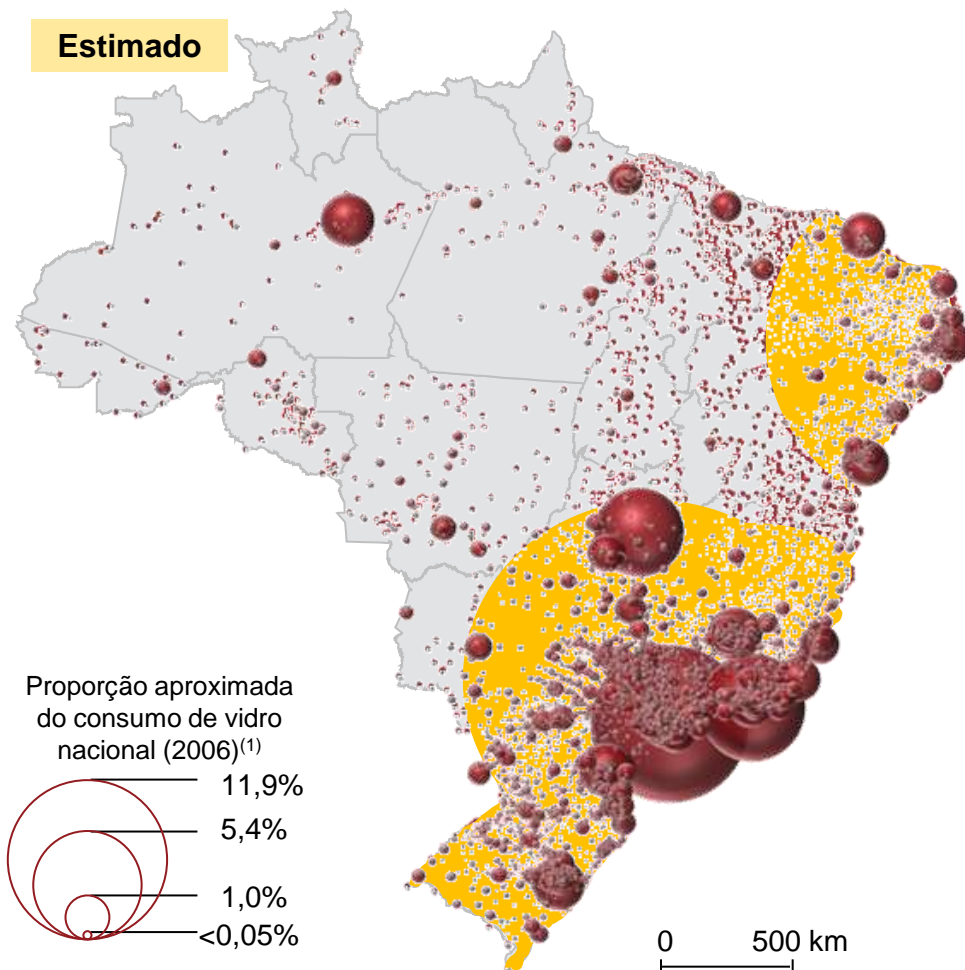 Estimado
Proporção aproximada
do consumo de vidro
nacional (2006)(1)
11,9%
5,4%
1,0%
<0,05%
0 500 km